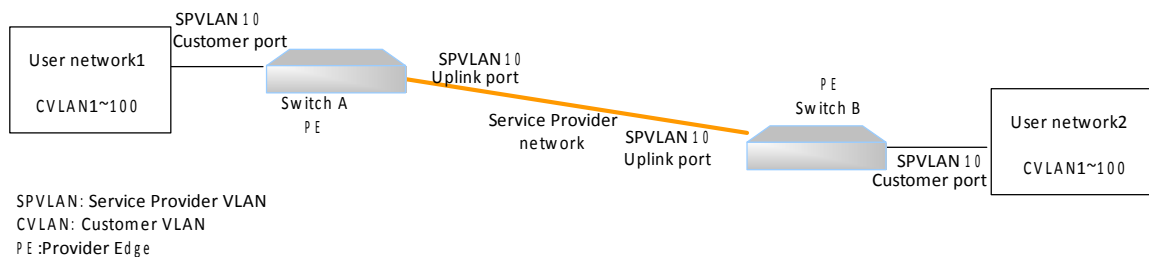 SPVLAN 10
Customer port
User network1
CVLAN1~100
Switch A
PE
SPVLAN 10
Uplink port
Service Provider
network
SPVLAN 10
Uplink port
PE
Switch B
SPVLAN 10
Customer port
User network2
CVLAN1~100
SPVLAN: Service Provider VLAN
CVLAN: Customer VLAN
PE :Provider Edge